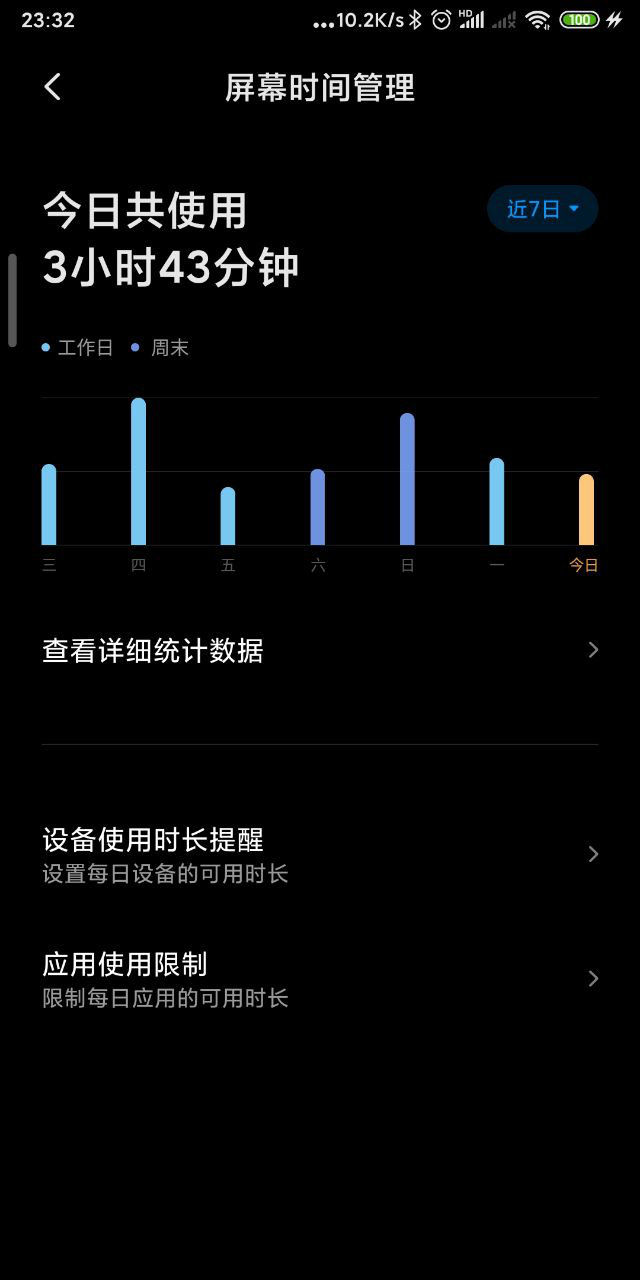 23:32
...10.2K/s HD 100
屏幕时间管理
今日共使用
近7日
3小时43分钟
工作日 周末
三 四 五 六 日 一 今日
查看详细统计数据
设备使用时长提醒
设置每日设备的可用时长
应用使用限制
限制每日应用的可用时长